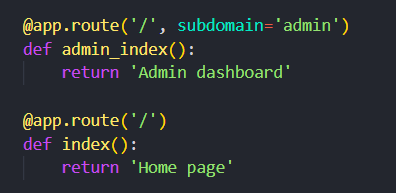 @app.route('/', subdomain='admin')
def admin_index():
    return 'Admin dashboard'

@app.route('/')
def index():
    return 'Home page'